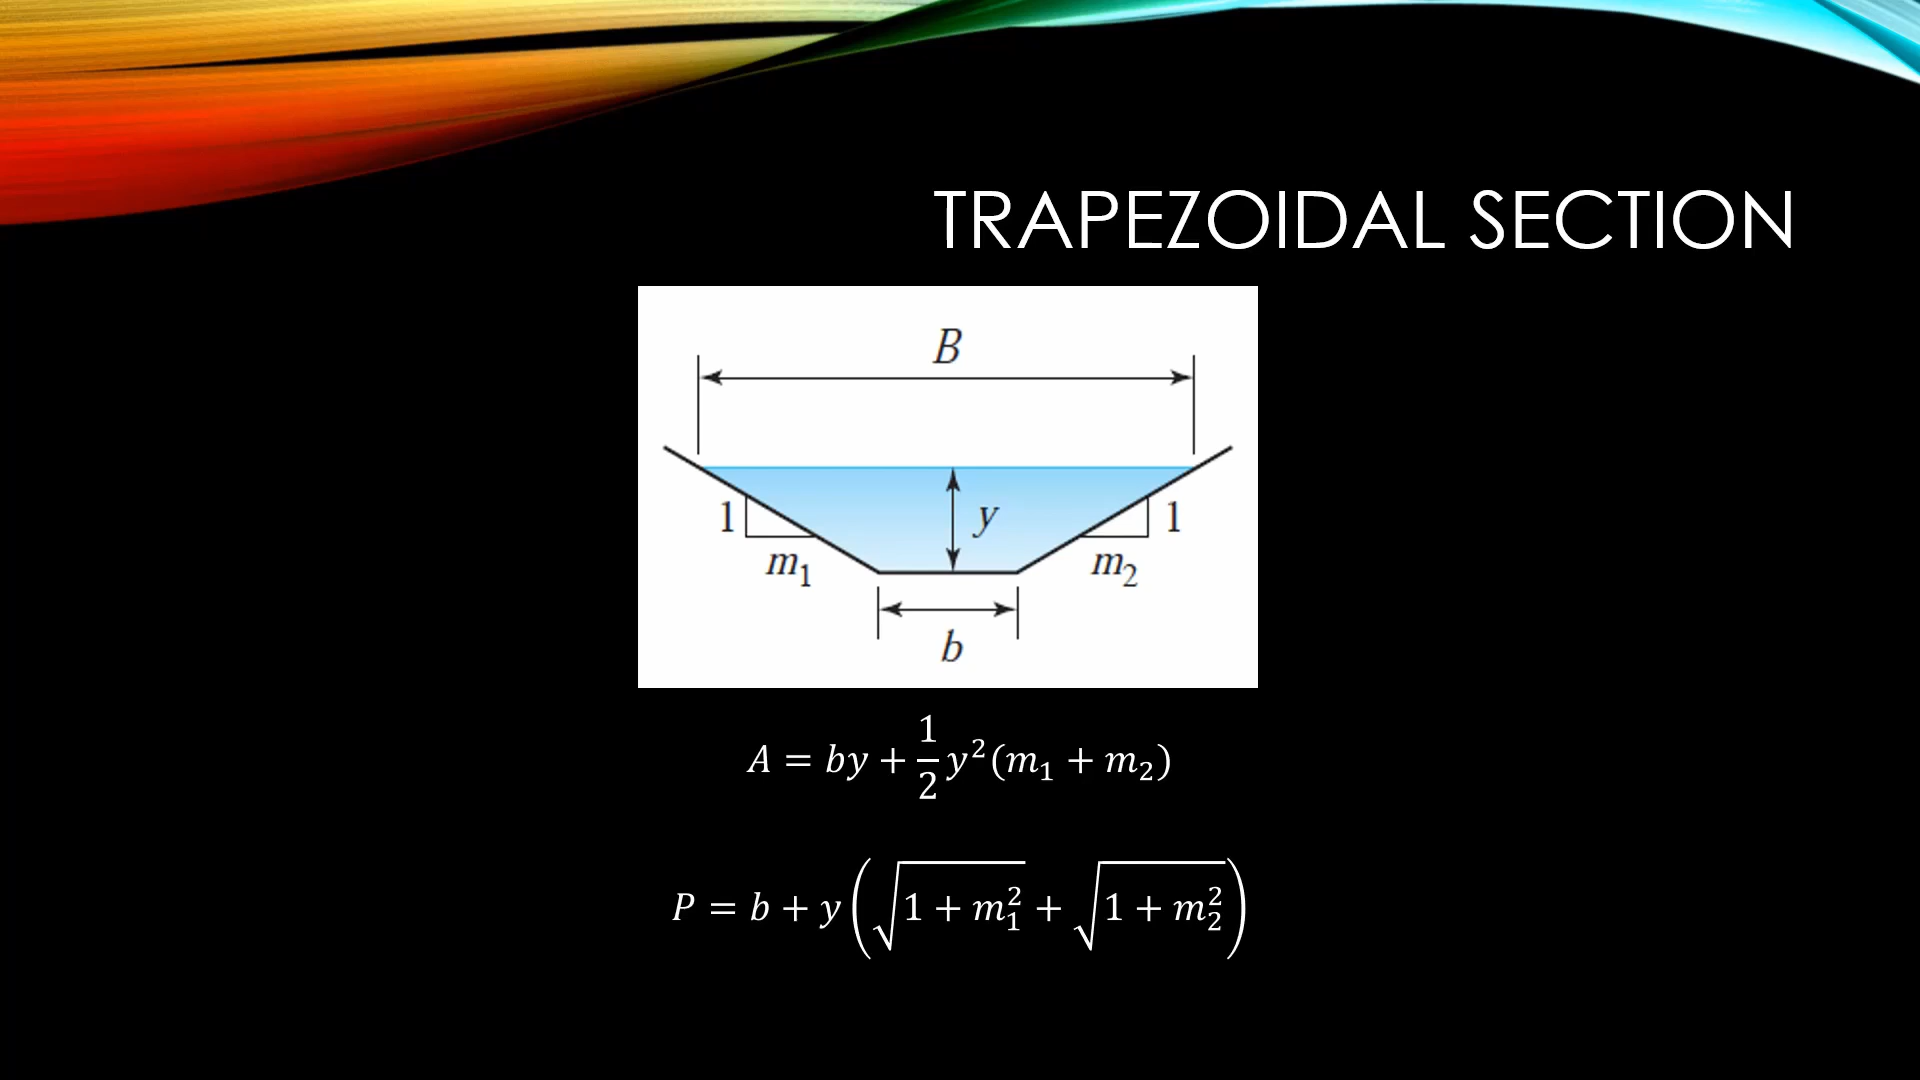 TRAPEZOIDAL SECTION
B
1 y 1
m₁ m₂
b
A = by + 1/2 y²(m₁ + m₂)
P = b + y(√(1 + m₁²) + √(1 + m₂²))